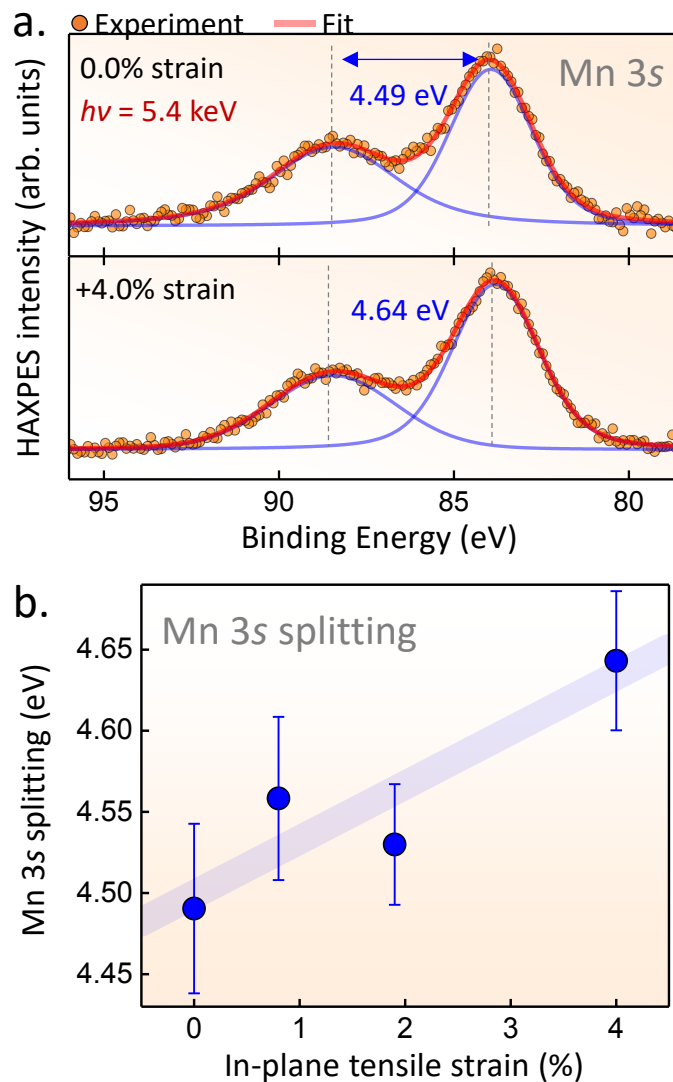 a.
Experiment Fit
0.0% strain
Mn 3s
hν = 5.4 keV
4.49 eV
+4.0% strain
4.64 eV
HAXPES intensity (arb. units)
95 90 85 80
Binding Energy (eV)
b.
Mn 3s splitting
Mn 3s splitting (eV)
4.65
4.60
4.55
4.50
4.45
0 1 2 3 4
In-plane tensile strain (%)